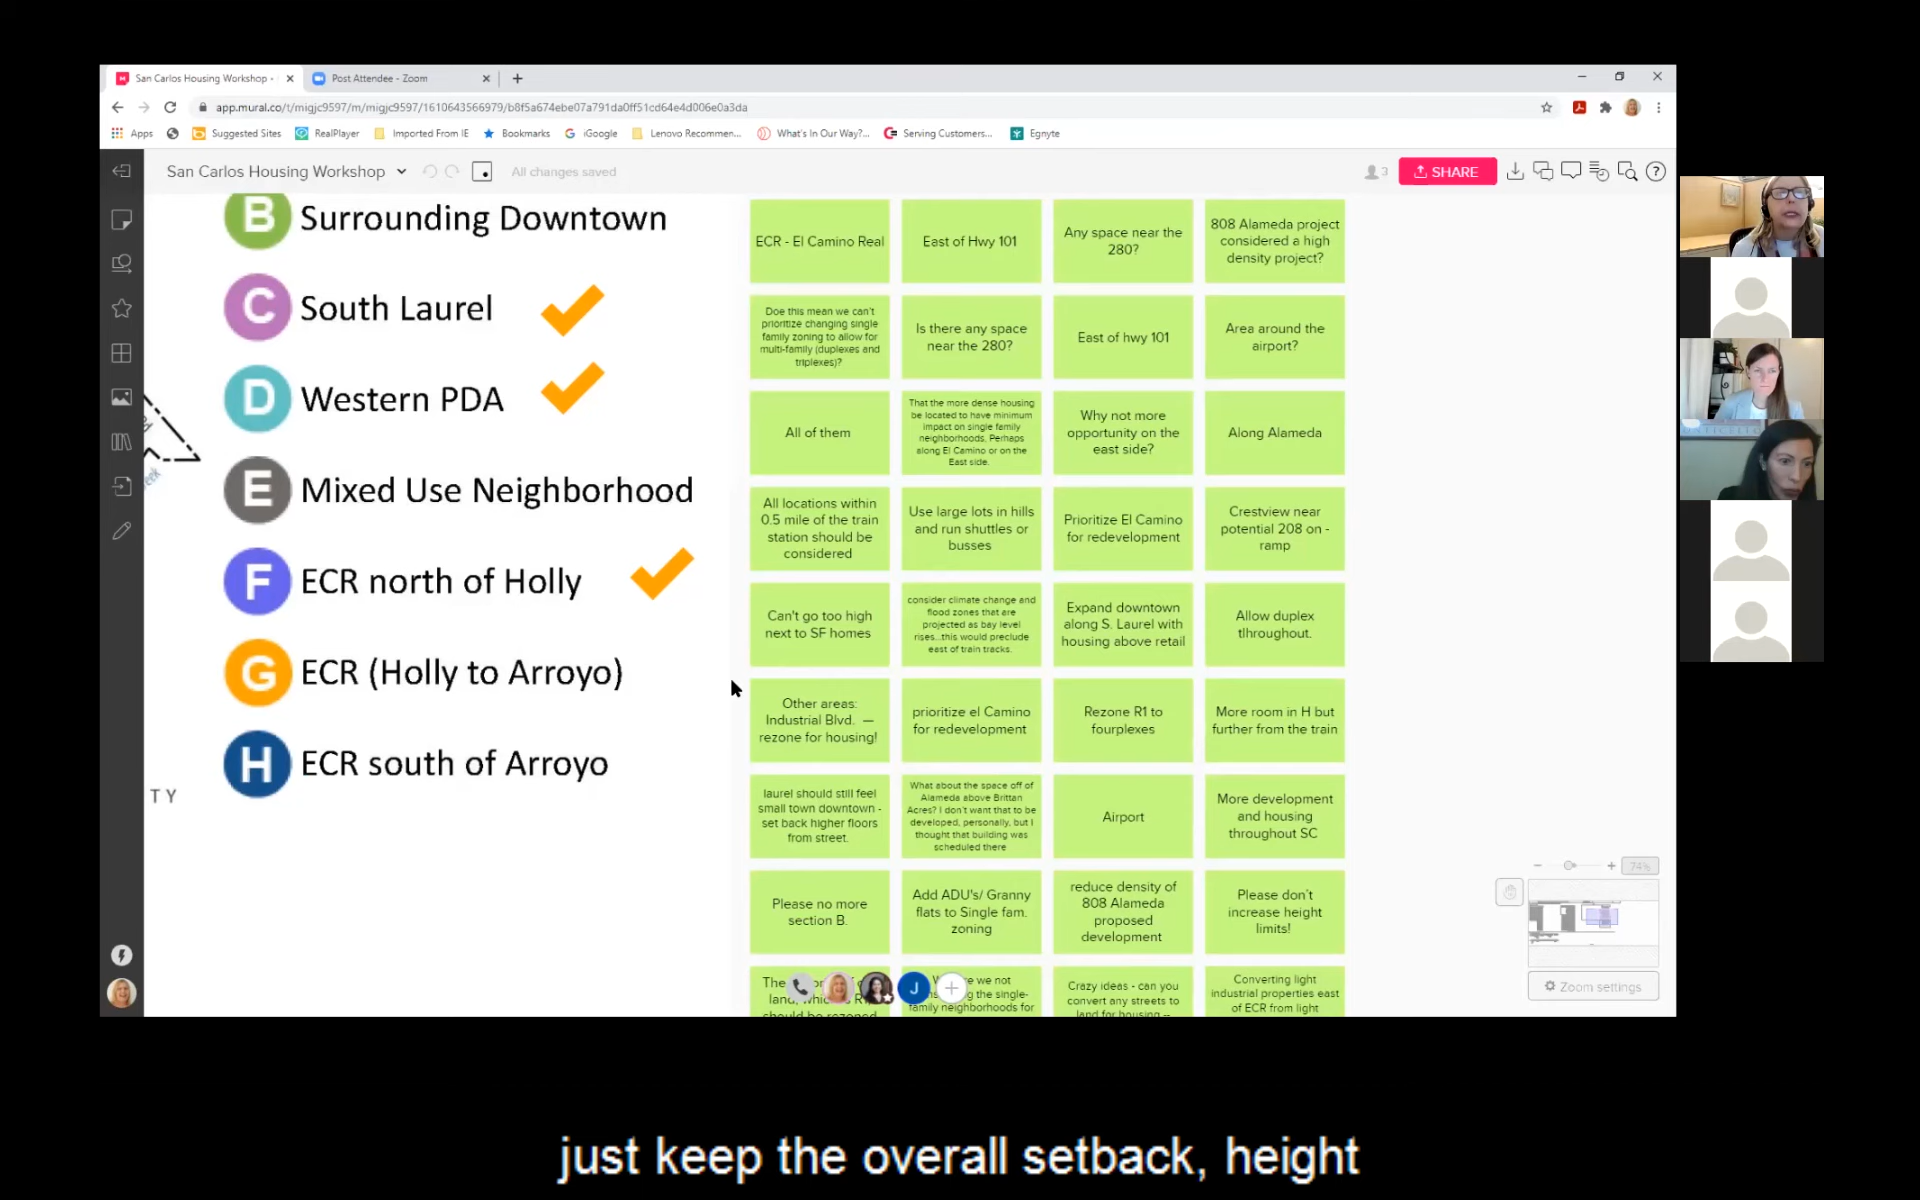 San Carlos Housing Workshop -
Post Attendee - Zoom
app.mural.co/t/migjc9597/m/migjc9597/1610643566979/b8f5a674ebe07a791da0ff51cd64e4d006e0a3da
Apps
Suggested Sites
RealPlayer
Imported From IE
Bookmarks
iGoogle
Lenovo Recommen...
What's In Our Way?...
Serving Customers...
Egnyte
San Carlos Housing Workshop
All changes saved
3
SHARE
B Surrounding Downtown
C South Laurel
D Western PDA
E Mixed Use Neighborhood
F ECR north of Holly
G ECR (Holly to Arroyo)
H ECR south of Arroyo
T Y
ECR - El Camino Real
East of Hwy 101
Any space near the
280?
808 Alameda project
considered a high
density project?
Doe this mean we can't
prioritize changing single
family zoning to allow for
multi-family (duplexes and
triplexes)?
Is there any space
near the 280?
East of hwy 101
Area around the
airport?
All of them
That the more dense housing
be located to have minimum
impact on single family
neighborhoods. Perhaps
along El Camino or on the
East side.
Why not more
opportunity on the
east side?
Along Alameda
All locations within
0.5 mile of the train
station should be
considered
Use large lots in hills
and run shuttles or
busses
Prioritize El Camino
for redevelopment
Crestview near
potential 208 on -
ramp
Can't go too high
next to SF homes
consider climate change and
flood zones that are
projected as bay level
rises...this would preclude
east of train tracks.
Expand downtown
along S. Laurel with
housing above retail
Allow duplex
tlhroughout.
Other areas:
Industrial Blvd. —
rezone for housing!
prioritize el Camino
for redevelopment
Rezone R1 to
fourplexes
More room in H but
further from the train
laurel should still feel
small town downtown -
set back higher floors
from street.
What about the space off of
Alameda above Brittan
Acres? I don't want that to be
developed, personally, but I
thought that building was
scheduled there
Airport
More development
and housing
throughout SC
Please no more
section B.
Add ADU's/ Granny
flats to Single fam.
zoning
reduce density of
808 Alameda
proposed
development
Please don't
increase height
limits!
The
land,
should be rezoned
we not
the single-
family neighborhoods for
Crazy ideas - can you
convert any streets to
land for housing --
Converting light
industrial properties east
of ECR from light
J
74%
Zoom settings
just keep the overall setback, height